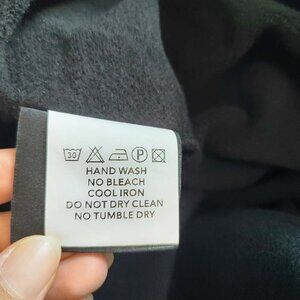 30 P
HAND WASH
NO BLEACH
COOL IRON
DO NOT DRY CLEAN
NO TUMBLE DRY